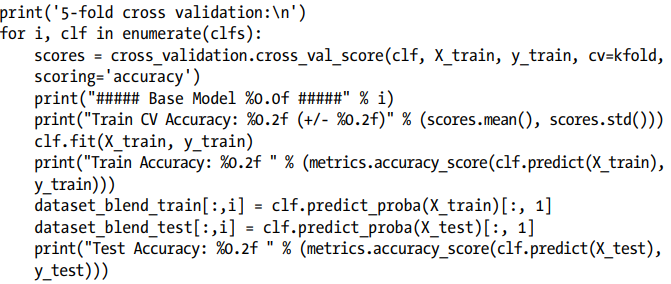 print('5-fold cross validation:\n')
for i, clf in enumerate(clfs):
    scores = cross_validation.cross_val_score(clf, X_train, y_train, cv=kfold,
    scoring='accuracy')
    print("##### Base Model %0.0f #####" % i)
    print("Train CV Accuracy: %0.2f (+/- %0.2f)" % (scores.mean(), scores.std()))
    clf.fit(X_train, y_train)
    print("Train Accuracy: %0.2f " % (metrics.accuracy_score(clf.predict(X_train),
    y_train)))
    dataset_blend_train[:,i] = clf.predict_proba(X_train)[:, 1]
    dataset_blend_test[:,i] = clf.predict_proba(X_test)[:, 1]
    print("Test Accuracy: %0.2f " % (metrics.accuracy_score(clf.predict(X_test),
    y_test)))